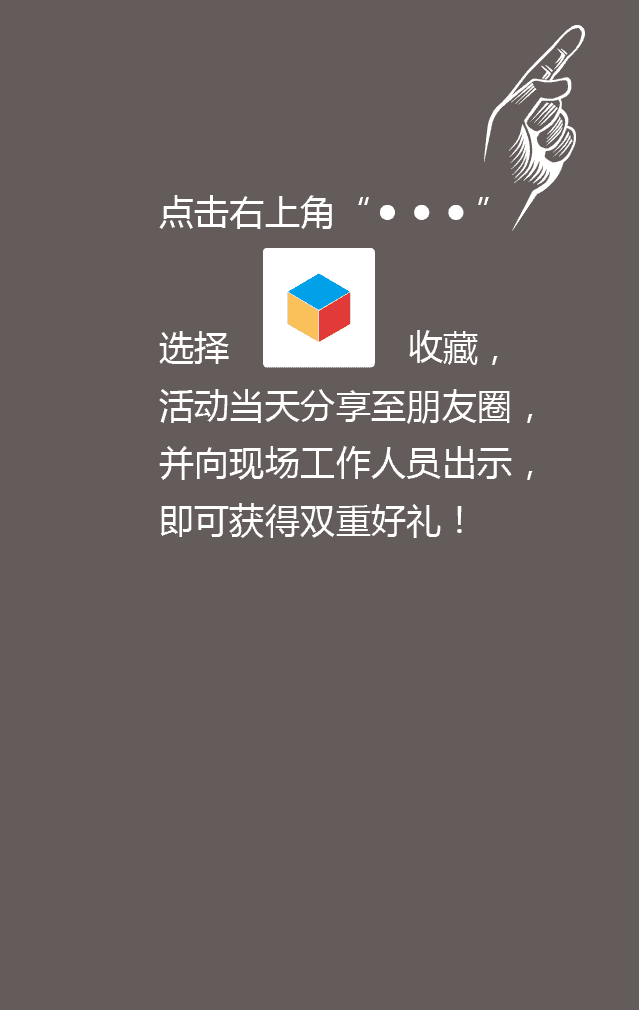 点击右上角“●●●”
选择 收藏，
活动当天分享至朋友圈，
并向现场工作人员出示，
即可获得双重好礼！